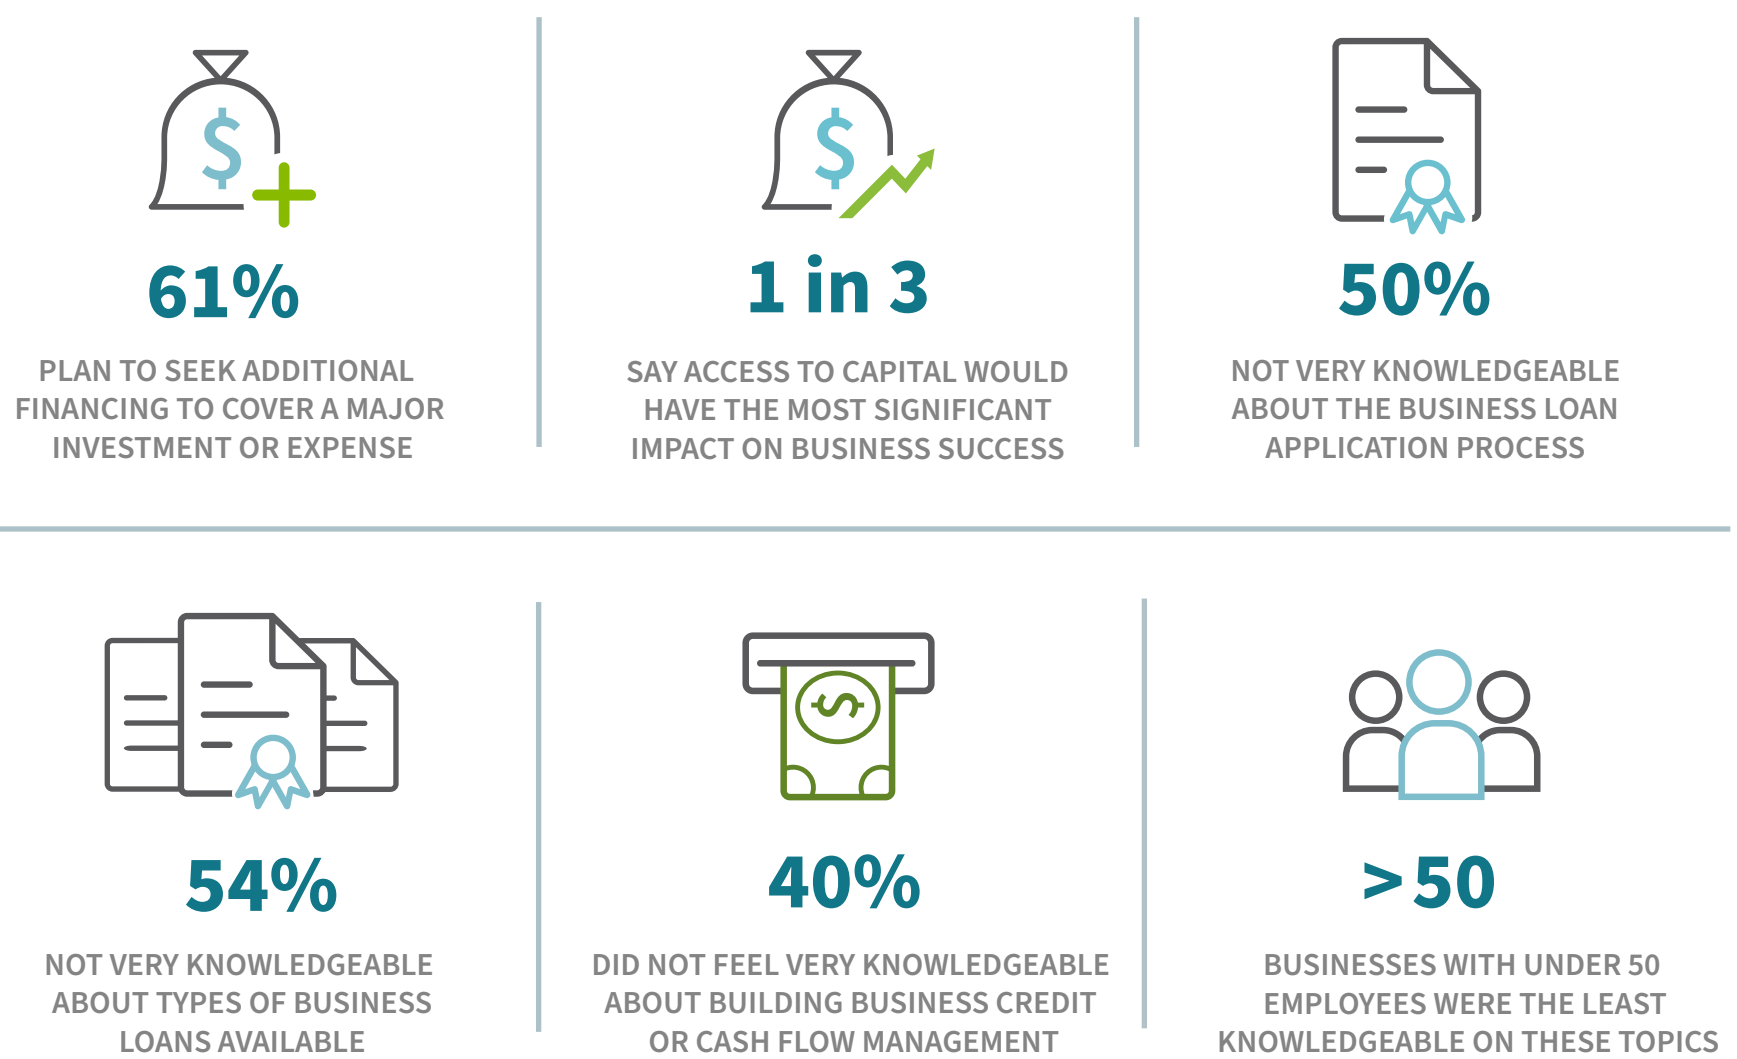 $
61%
PLAN TO SEEK ADDITIONAL
FINANCING TO COVER A MAJOR
INVESTMENT OR EXPENSE
$
1 in 3
SAY ACCESS TO CAPITAL WOULD
HAVE THE MOST SIGNIFICANT
IMPACT ON BUSINESS SUCCESS
50%
NOT VERY KNOWLEDGEABLE
ABOUT THE BUSINESS LOAN
APPLICATION PROCESS
54%
NOT VERY KNOWLEDGEABLE
ABOUT TYPES OF BUSINESS
LOANS AVAILABLE
$
40%
DID NOT FEEL VERY KNOWLEDGEABLE
ABOUT BUILDING BUSINESS CREDIT
OR CASH FLOW MANAGEMENT
>50
BUSINESSES WITH UNDER 50
EMPLOYEES WERE THE LEAST
KNOWLEDGEABLE ON THESE TOPICS